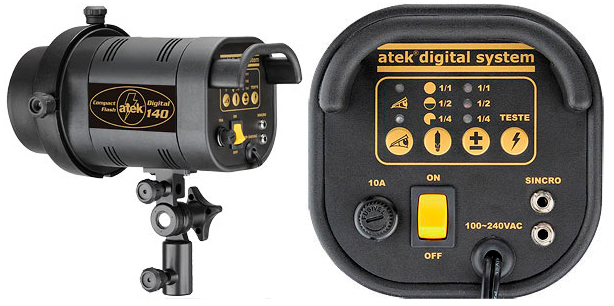 Compact
Flash
atek
Digital
140
atek® digital system
1/1 1/1
1/2 1/2
1/4 1/4 TESTE
ON
10A
SINCRO
100~240VAC
OFF